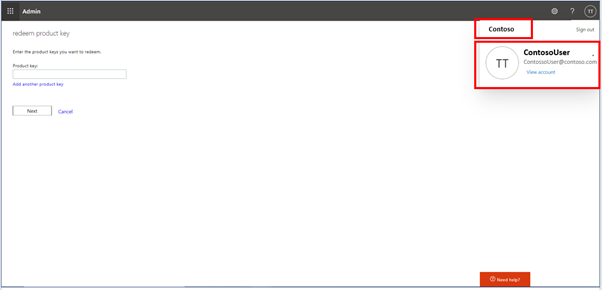 Admin
? TT
redeem product key
Contoso
Sign out
Enter the product keys you want to redeem.
TT
ContosoUser
ContossoUser@contoso.com
View account
Product key:
Add another product key
Next
Cancel
Need help?